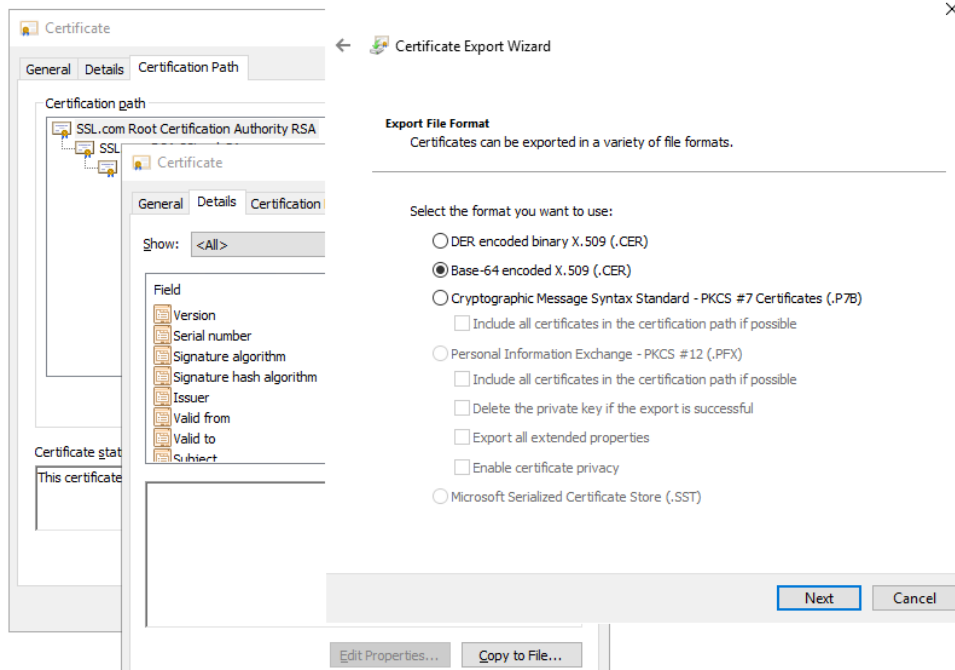 Certificate
General Details Certification Path
Certification path
SSL.com Root Certification Authority RSA
SSL
Certificate
General Details Certification
Show: <All>
Field
Version
Serial number
Signature algorithm
Signature hash algorithm
Issuer
Valid from
Valid to
Subject
Certificate stat
This certificate
Edit Properties... Copy to File...
Certificate Export Wizard
Export File Format
Certificates can be exported in a variety of file formats.
Select the format you want to use:
DER encoded binary X.509 (.CER)
Base-64 encoded X.509 (.CER)
Cryptographic Message Syntax Standard - PKCS #7 Certificates (.P7B)
Include all certificates in the certification path if possible
Personal Information Exchange - PKCS #12 (.PFX)
Include all certificates in the certification path if possible
Delete the private key if the export is successful
Export all extended properties
Enable certificate privacy
Microsoft Serialized Certificate Store (.SST)
Next Cancel